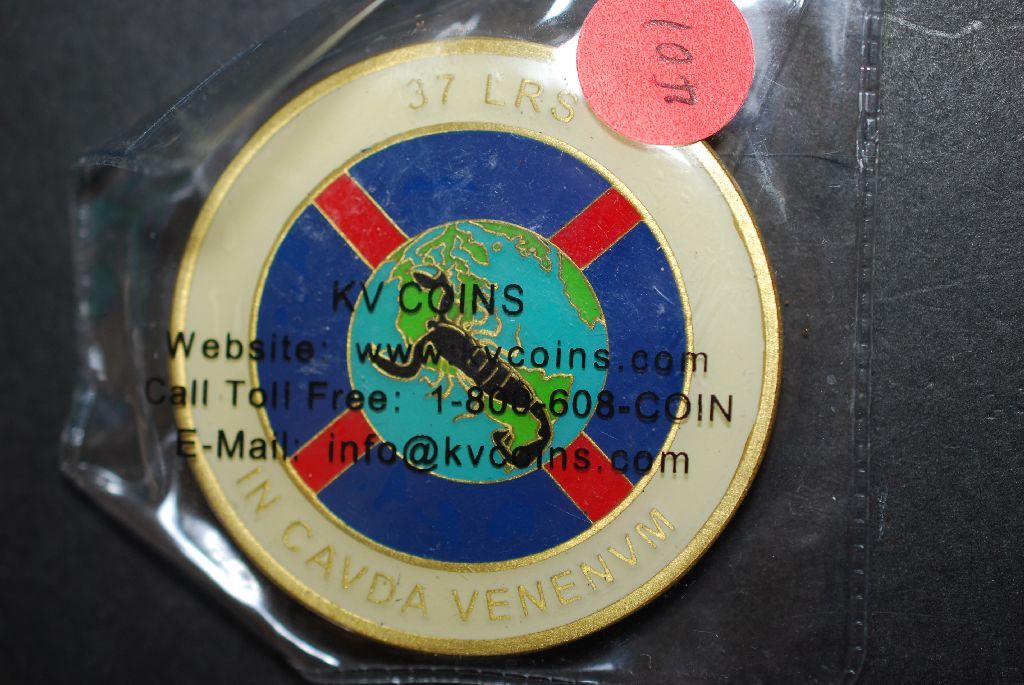 37 LRS
KV COINS
Website: www.kvcoins.com
Call Toll Free: 1-800-608-COIN
E-Mail: info@kvcoins.com
IN CAVDA VENENVM